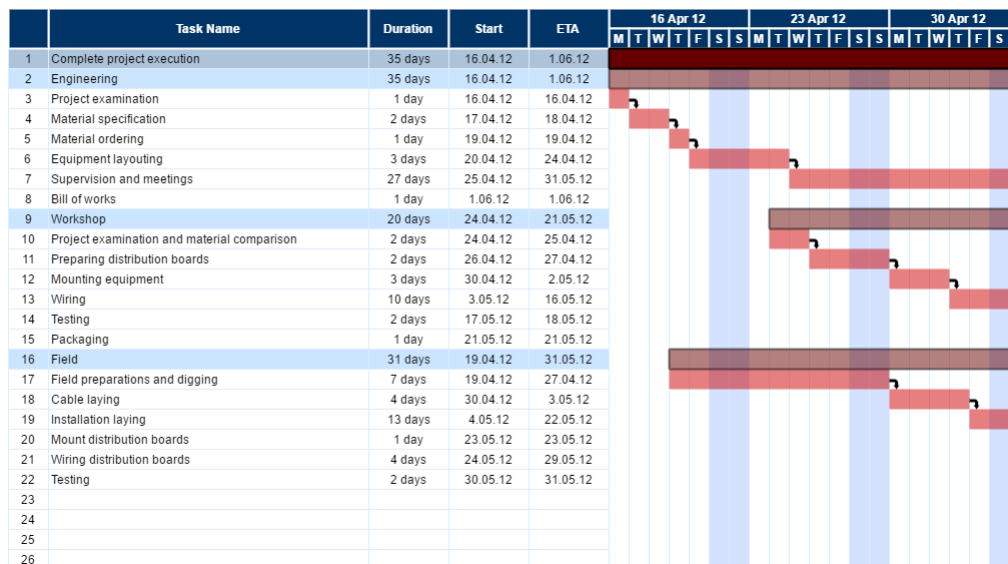 16 Apr 12 23 Apr 12 30 Apr 12
Task Name Duration Start ETA
M T W T F S S M T W T F S S M T W T F S
1 Complete project execution 35 days 16.04.12 1.06.12
2 Engineering 35 days 16.04.12 1.06.12
3 Project examination 1 day 16.04.12 16.04.12
4 Material specification 2 days 17.04.12 18.04.12
5 Material ordering 1 day 19.04.12 19.04.12
6 Equipment layouting 3 days 20.04.12 24.04.12
7 Supervision and meetings 27 days 25.04.12 31.05.12
8 Bill of works 1 day 1.06.12 1.06.12
9 Workshop 20 days 24.04.12 21.05.12
10 Project examination and material comparison 2 days 24.04.12 25.04.12
11 Preparing distribution boards 2 days 26.04.12 27.04.12
12 Mounting equipment 3 days 30.04.12 2.05.12
13 Wiring 10 days 3.05.12 16.05.12
14 Testing 2 days 17.05.12 18.05.12
15 Packaging 1 day 21.05.12 21.05.12
16 Field 31 days 19.04.12 31.05.12
17 Field preparations and digging 7 days 19.04.12 27.04.12
18 Cable laying 4 days 30.04.12 3.05.12
19 Installation laying 13 days 4.05.12 22.05.12
20 Mount distribution boards 1 day 23.05.12 23.05.12
21 Wiring distribution boards 4 days 24.05.12 29.05.12
22 Testing 2 days 30.05.12 31.05.12
23
24
25
26